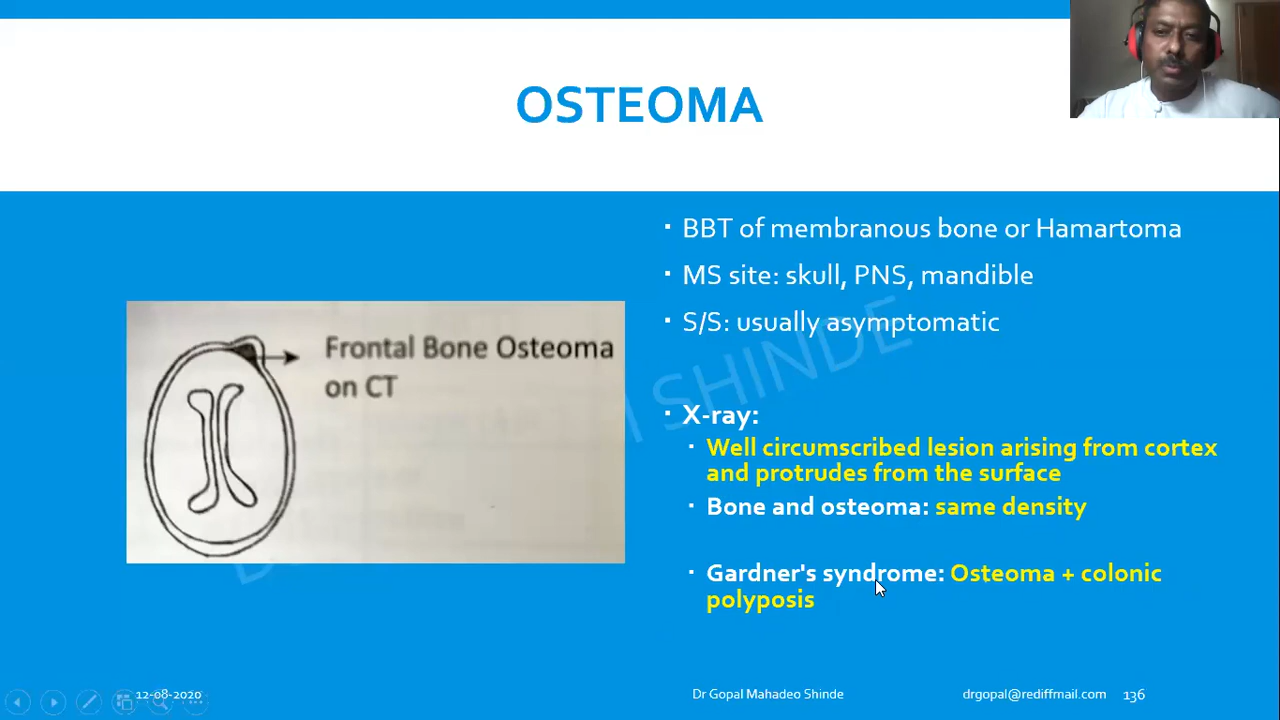 OSTEOMA
Frontal Bone Osteoma
on CT
▪ BBT of membranous bone or Hamartoma
▪ MS site: skull, PNS, mandible
▪ S/S: usually asymptomatic
▪ X-ray:
▪ Well circumscribed lesion arising from cortex
and protrudes from the surface
▪ Bone and osteoma: same density
▪ Gardner's syndrome: Osteoma + colonic
polyposis
SHINDE
12-08-2020
Dr Gopal Mahadeo Shinde
drgopal@rediffmail.com
136